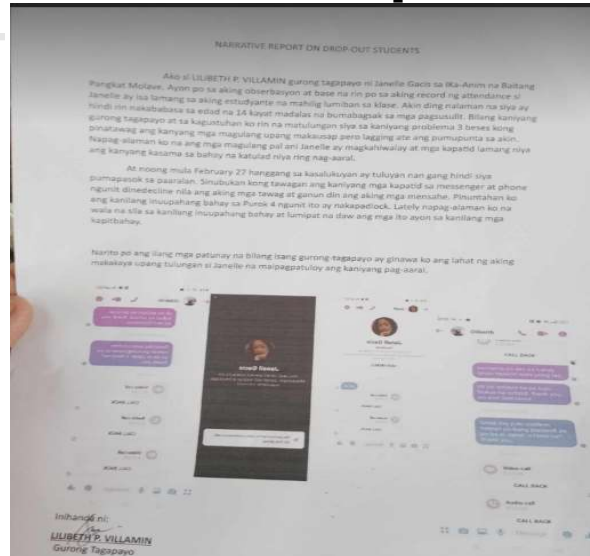 NARRATIVE REPORT ON DROP-OUT STUDENTS
Ako si LILIBETH P. VILLAMIN gurong tagapayo ni Janelle Gacis sa Ika-Anim na Baitang
Pangkat Molave. Ayon po sa aking obserbasyon at base na rin po sa aking record ng attendance si
Janelle ay isa lamang sa aking estudyante na mahilig lumiban sa klase. Akin ding nalaman na siya ay
hindi rin nakababasa sa edad na 14 kayat madalas na bumabagsak sa mga pagsusulit. Bilang kaniyang
gurong tagapayo at sa kagustuhan ko rin na matulungan siya sa kaniyang problema 3 beses kong
pinatawag ang kanyang mga magulang upang makausap pero lagging ate ang pumupunta sa akin.
Napag-alaman ko na ang mga magulang pala ni Janelle ay magkahiwalay at mga kapatid lamang niya
ang kanyang kasama sa bahay na katulad niya ring nag-aaral.
At noong mula February 27 hanggang sa kasalukuyan ay tuluyan nan gang hindi siya
pumapasok sa paaralan. Sinubukan kong tawagan ang kaniyang mga kapatid sa messenger at phone
ngunit dinedecline nila ang aking mga tawag at ganun din ang aking mga mensahe. Pinuntahan ko
ang kanilang inuupahang bahay sa Purok 4 ngunit ito ay nakapadlock. Lately napag-alaman ko na
wala na sila sa kanilang inuupahang bahay at lumipat na daw ang mga ito ayon sa kanilang mga
kapitbahay.
Narito po ang ilang mga patunay na bilang isang gurong-tagapayo ay ginawa ko ang lahat ng aking
makakaya upang tulungan si Janelle na maipagpatuloy ang kaniyang pag-aaral.
CALL BACK
Video call
CALL BACK
Audio call
CALL BACK
Inihanda ni:
LILIBETH P. VILLAMIN
Gurong Tagapayo